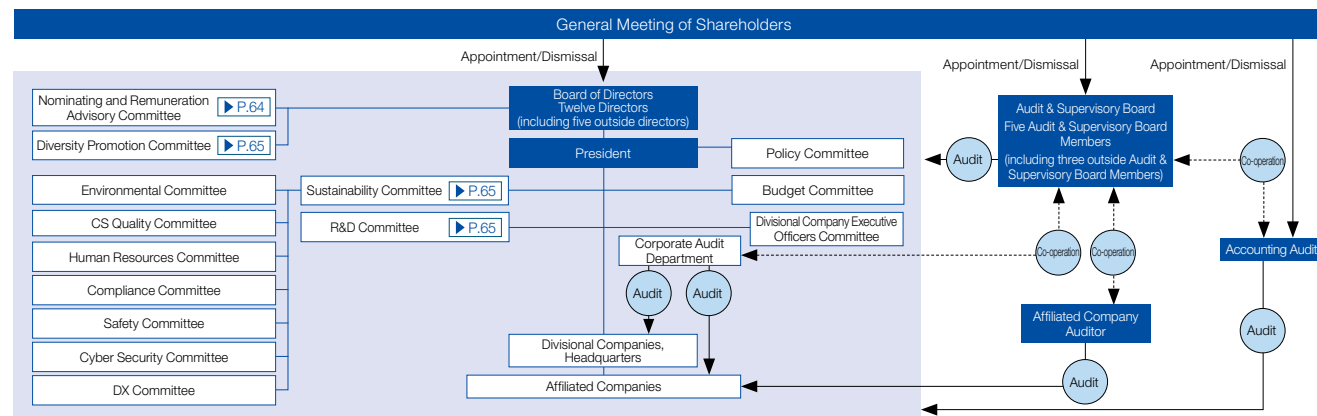 General Meeting of Shareholders
Appointment/Dismissal
Appointment/Dismissal
Appointment/Dismissal
Nominating and Remuneration
Advisory Committee
▶ P.64
Diversity Promotion Committee
▶ P.65
Board of Directors
Twelve Directors
(including five outside directors)
President
Policy Committee
Environmental Committee
Sustainability Committee
▶ P.65
Budget Committee
CS Quality Committee
R&D Committee
▶ P.65
Divisional Company Executive
Officers Committee
Human Resources Committee
Corporate Audit
Department
Compliance Committee
Audit
Audit
Safety Committee
Cyber Security Committee
Divisional Companies,
Headquarters
DX Committee
Affiliated Companies
Audit
Audit & Supervisory Board
Five Audit & Supervisory Board
Members
(including three outside Audit &
Supervisory Board Members)
Co-operation
Co-operation
Co-operation
Accounting Audit
Affiliated Company
Auditor
Audit
Audit